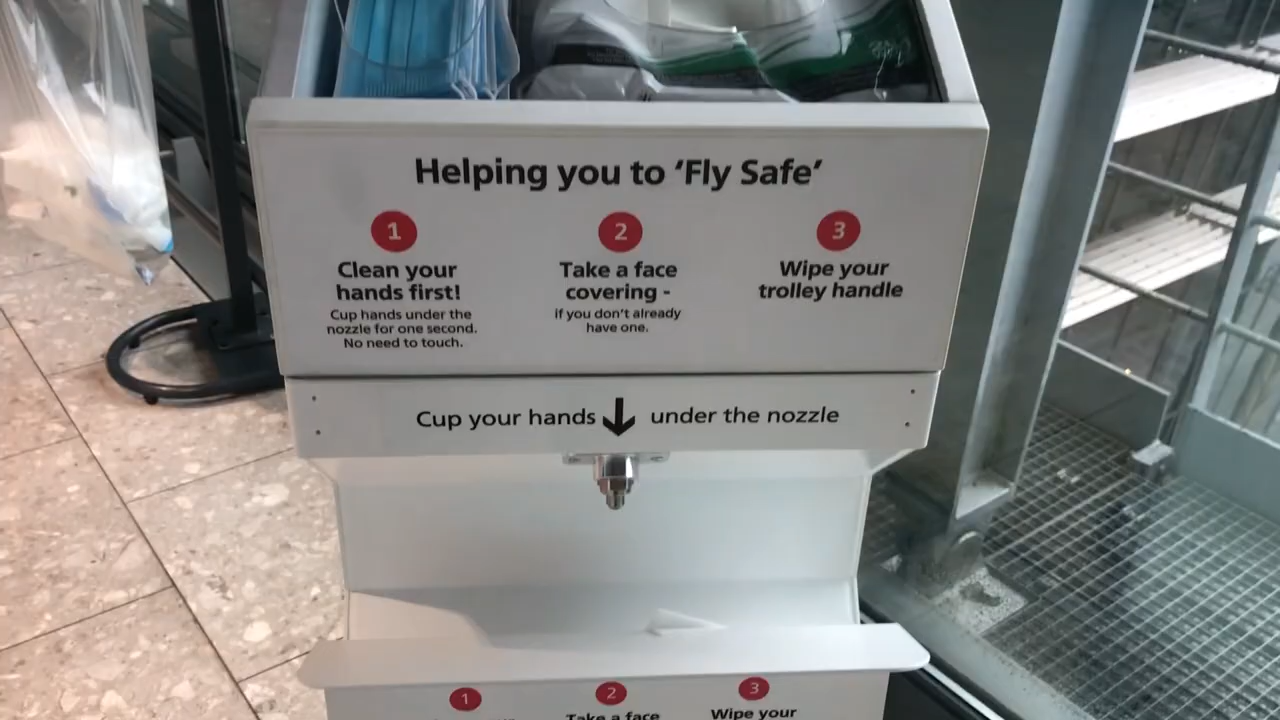 Helping you to ‘Fly Safe’
1
Clean your
hands first!
Cup hands under the
nozzle for one second.
No need to touch.
2
Take a face
covering -
if you don't already
have one.
3
Wipe your
trolley handle
Cup your hands ↓ under the nozzle
1
2
3
Take a face
Wipe your